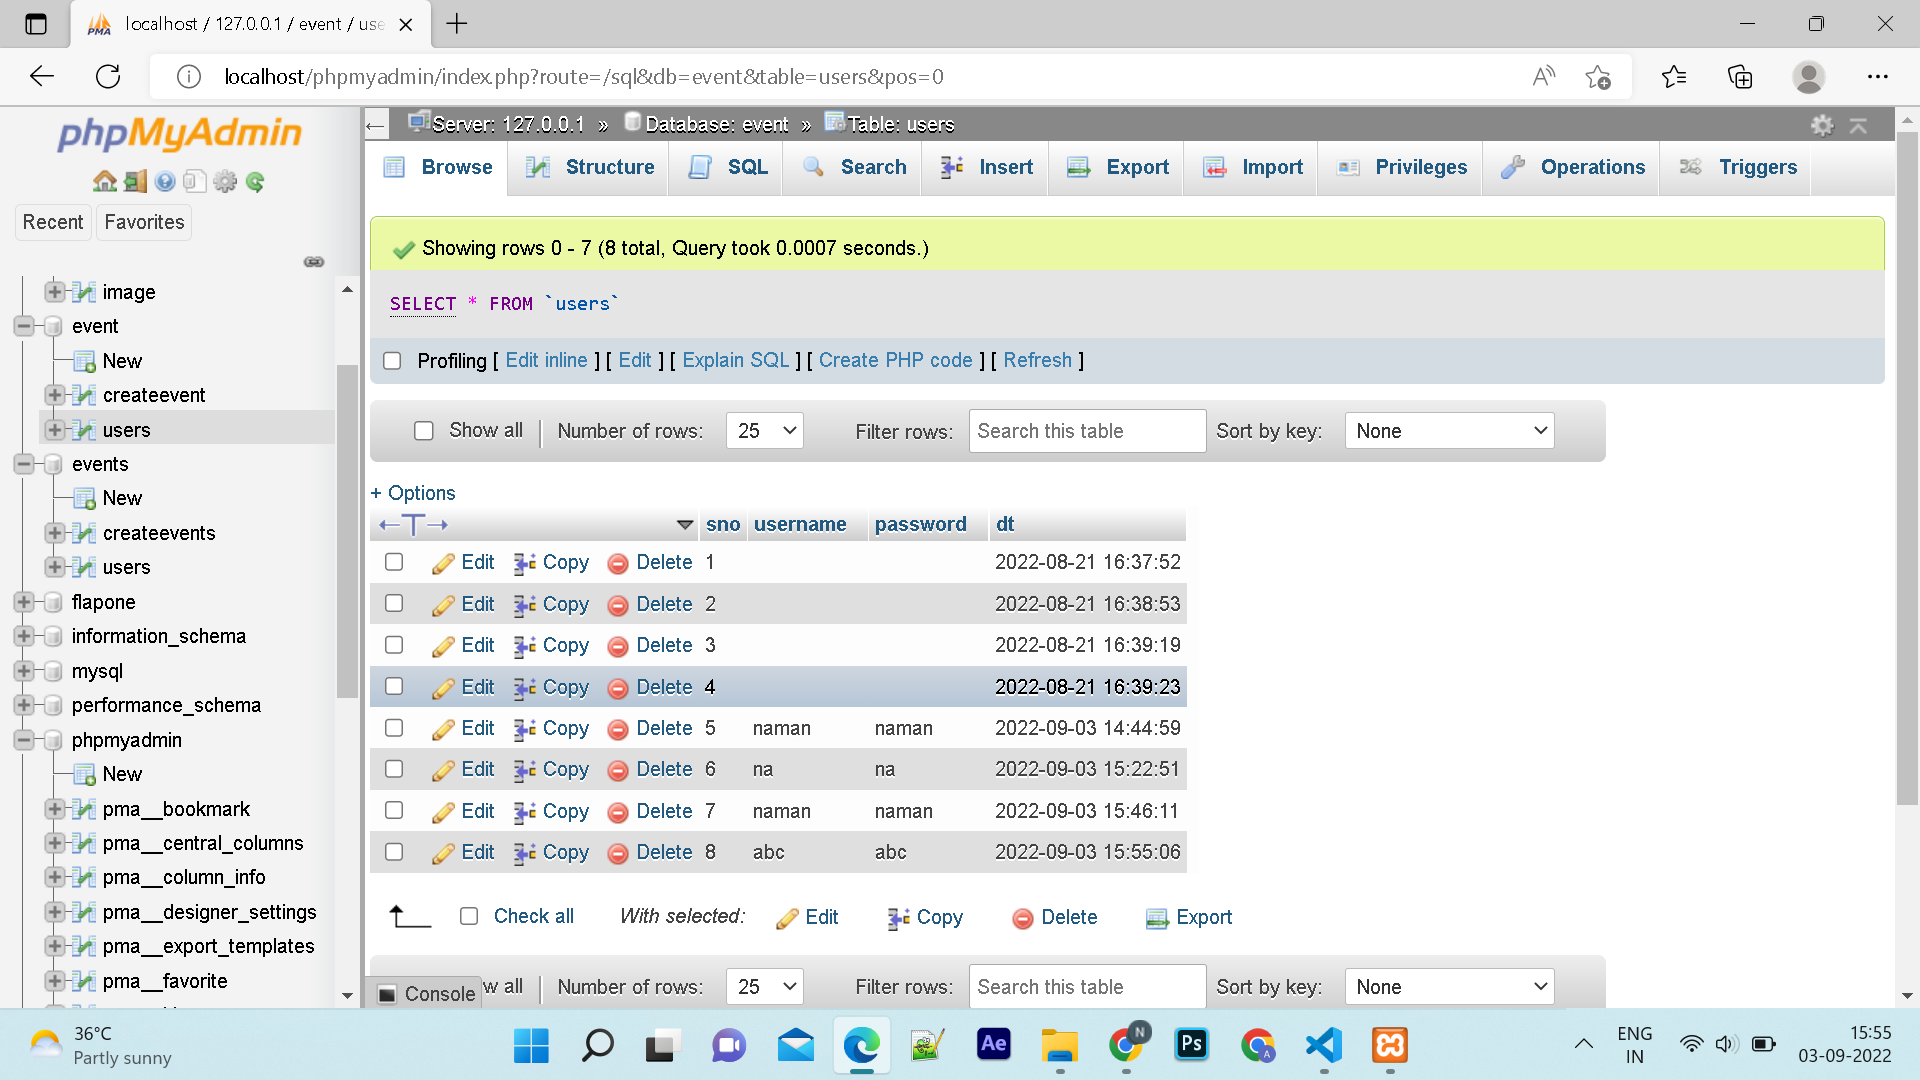 localhost / 127.0.0.1 / event / use
localhost/phpmyadmin/index.php?route=/sql&db=event&table=users&pos=0
phpMyAdmin
Recent Favorites
image
event
New
createevent
users
events
New
createevents
users
flapone
information_schema
mysql
performance_schema
phpmyadmin
New
pma__bookmark
pma__central_columns
pma__column_info
pma__designer_settings
pma__export_templates
pma__favorite
Server: 127.0.0.1 » Database: event » Table: users
Browse Structure SQL Search Insert Export Import Privileges Operations Triggers
Showing rows 0 - 7 (8 total, Query took 0.0007 seconds.)
SELECT * FROM `users`
Profiling [ Edit inline ] [ Edit ] [ Explain SQL ] [ Create PHP code ] [ Refresh ]
Show all Number of rows: 25 Filter rows: Search this table Sort by key: None
+ Options
←T→ sno username password dt
Edit Copy Delete 1 2022-08-21 16:37:52
Edit Copy Delete 2 2022-08-21 16:38:53
Edit Copy Delete 3 2022-08-21 16:39:19
Edit Copy Delete 4 2022-08-21 16:39:23
Edit Copy Delete 5 naman naman 2022-09-03 14:44:59
Edit Copy Delete 6 na na 2022-09-03 15:22:51
Edit Copy Delete 7 naman naman 2022-09-03 15:46:11
Edit Copy Delete 8 abc abc 2022-09-03 15:55:06
Check all With selected: Edit Copy Delete Export
w all Number of rows: 25 Filter rows: Search this table Sort by key: None
Console
36°C
Partly sunny
Ae
N
Ps
A
ENG
IN
15:55
03-09-2022